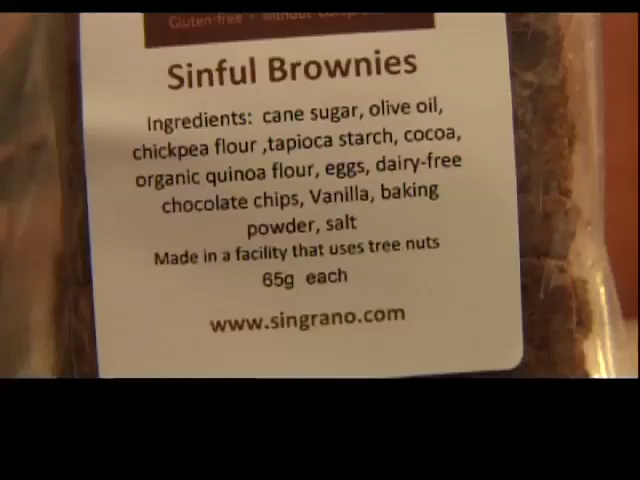 Gluten-free · without
Sinful Brownies
Ingredients: cane sugar, olive oil,
chickpea flour ,tapioca starch, cocoa,
organic quinoa flour, eggs, dairy-free
chocolate chips, Vanilla, baking
powder, salt
Made in a facility that uses tree nuts
65g each
www.singrano.com